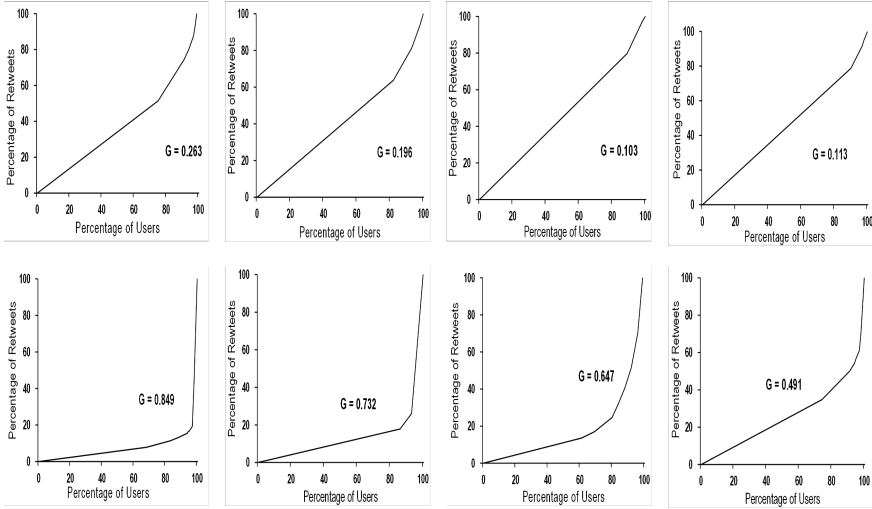 Percentage of Retweets
100
80
60
40
20
0
G = 0.263
0 20 40 60 80 100
Percentage of Users
Percentage of Retweets
100
80
60
40
20
0
G = 0.196
0 20 40 60 80 100
Percentage of Users
Percentage of Retweets
100
80
60
40
20
0
G = 0.103
0 20 40 60 80 100
Percentage of Users
Percentage of Retweets
100
80
60
40
20
0
G = 0.113
0 20 40 60 80 100
Percentage of Users
Percentage of Retweets
100
80
60
40
20
0
G = 0.849
0 20 40 60 80 100
Percentage of Users
Percentage of Rewteets
100
80
60
40
20
0
G = 0.732
0 20 40 60 80 100
Percentage of Users
Percentage of Retweets
100
80
60
40
20
0
G = 0.647
0 20 40 60 80 100
Percentage of Users
Percentage of Retweets
100
80
60
40
20
0
G = 0.491
0 20 40 60 80 100
Percentage of Users